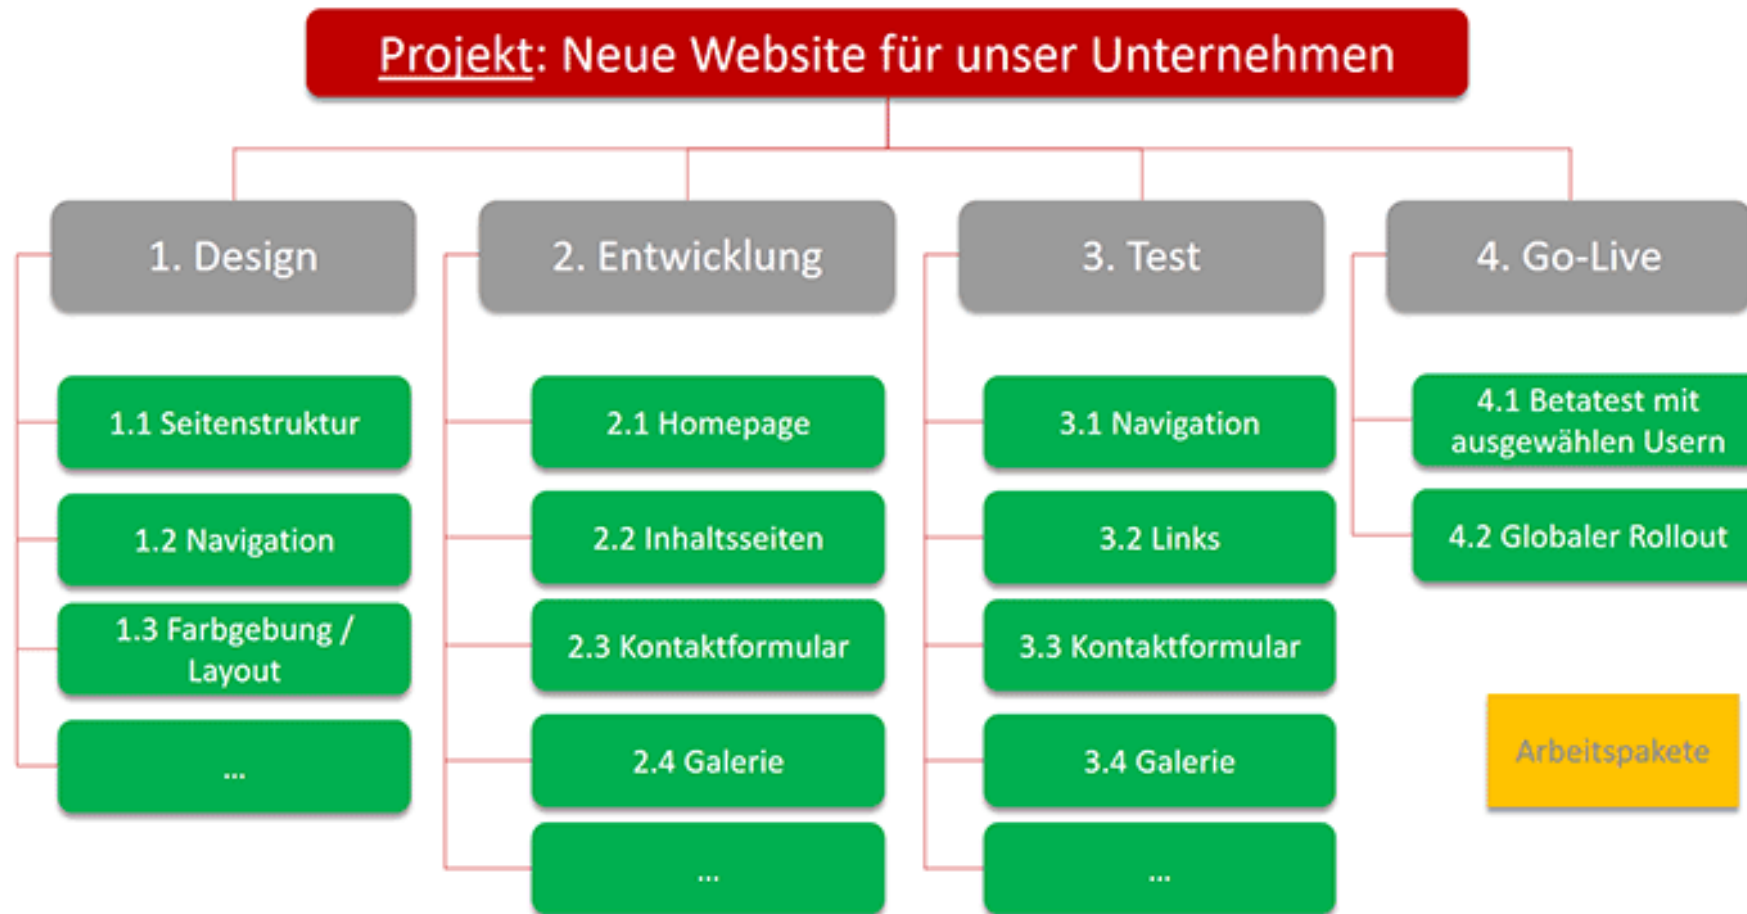 Projekt: Neue Website für unser Unternehmen
1. Design
2. Entwicklung
3. Test
4. Go-Live
1.1 Seitenstruktur
1.2 Navigation
1.3 Farbgebung /
Layout
...
2.1 Homepage
2.2 Inhaltsseiten
2.3 Kontaktformular
2.4 Galerie
...
3.1 Navigation
3.2 Links
3.3 Kontaktformular
3.4 Galerie
...
4.1 Betatest mit
ausgewählen Usern
4.2 Globaler Rollout
Arbeitspakete